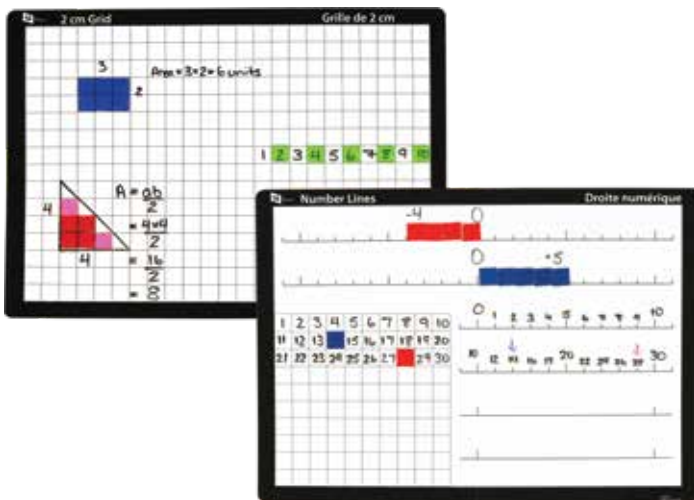 2 cm Grid
Grille de 2 cm
3
2
Area = 3×2 = 6 units
1 2 3 4 5 6 7 8 9 10
4
4
A = ab
2
= 4×4
2
= 16
2
= 8
Number Lines
Droite numérique
-4 0
0 +5
0 1 2 3 4 5 6 7 8 9 10
10 12 20 22 24 26 30
1 2 3 4 5 6 7 8 9 10
11 12 13 15 16 17 18 19 20
21 22 23 24 25 26 27 29 30